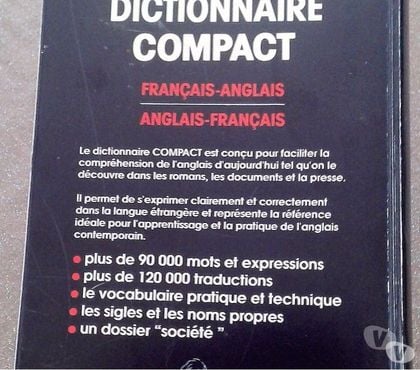 DICTIONNAIRE
COMPACT
FRANÇAIS-ANGLAIS
ANGLAIS-FRANÇAIS
Le dictionnaire COMPACT est conçu pour faciliter la
compréhension de l'anglais d'aujourd'hui tel qu'on le
découvre dans les romans, les documents et la presse.
Il permet de s'exprimer clairement et correctement
dans la langue étrangère et représente la référence
idéale pour l'apprentissage et la pratique de l'anglais
contemporain.
• plus de 90 000 mots et expressions
• plus de 120 000 traductions
• le vocabulaire pratique et technique
• les sigles et les noms propres
• un dossier "société"
VV